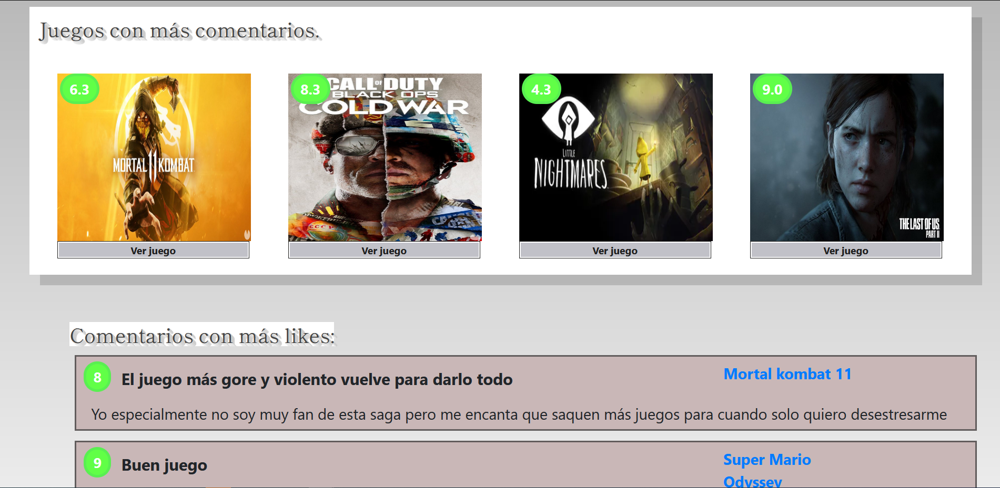 Juegos con más comentarios.
6.3
MORTAL 11 KOMBAT
8.3
CALL OF DUTY
BLACK OPS
COLD WAR
CCCP
4.3
LITTLE
NIGHTMARES
9.0
THE LAST OF US
PART II
Ver juego
Ver juego
Ver juego
Ver juego
Comentarios con más likes:
8
El juego más gore y violento vuelve para darlo todo
Mortal kombat 11
Yo especialmente no soy muy fan de esta saga pero me encanta que saquen más juegos para cuando solo quiero desestresarme
9
Buen juego
Super Mario
Odyssey